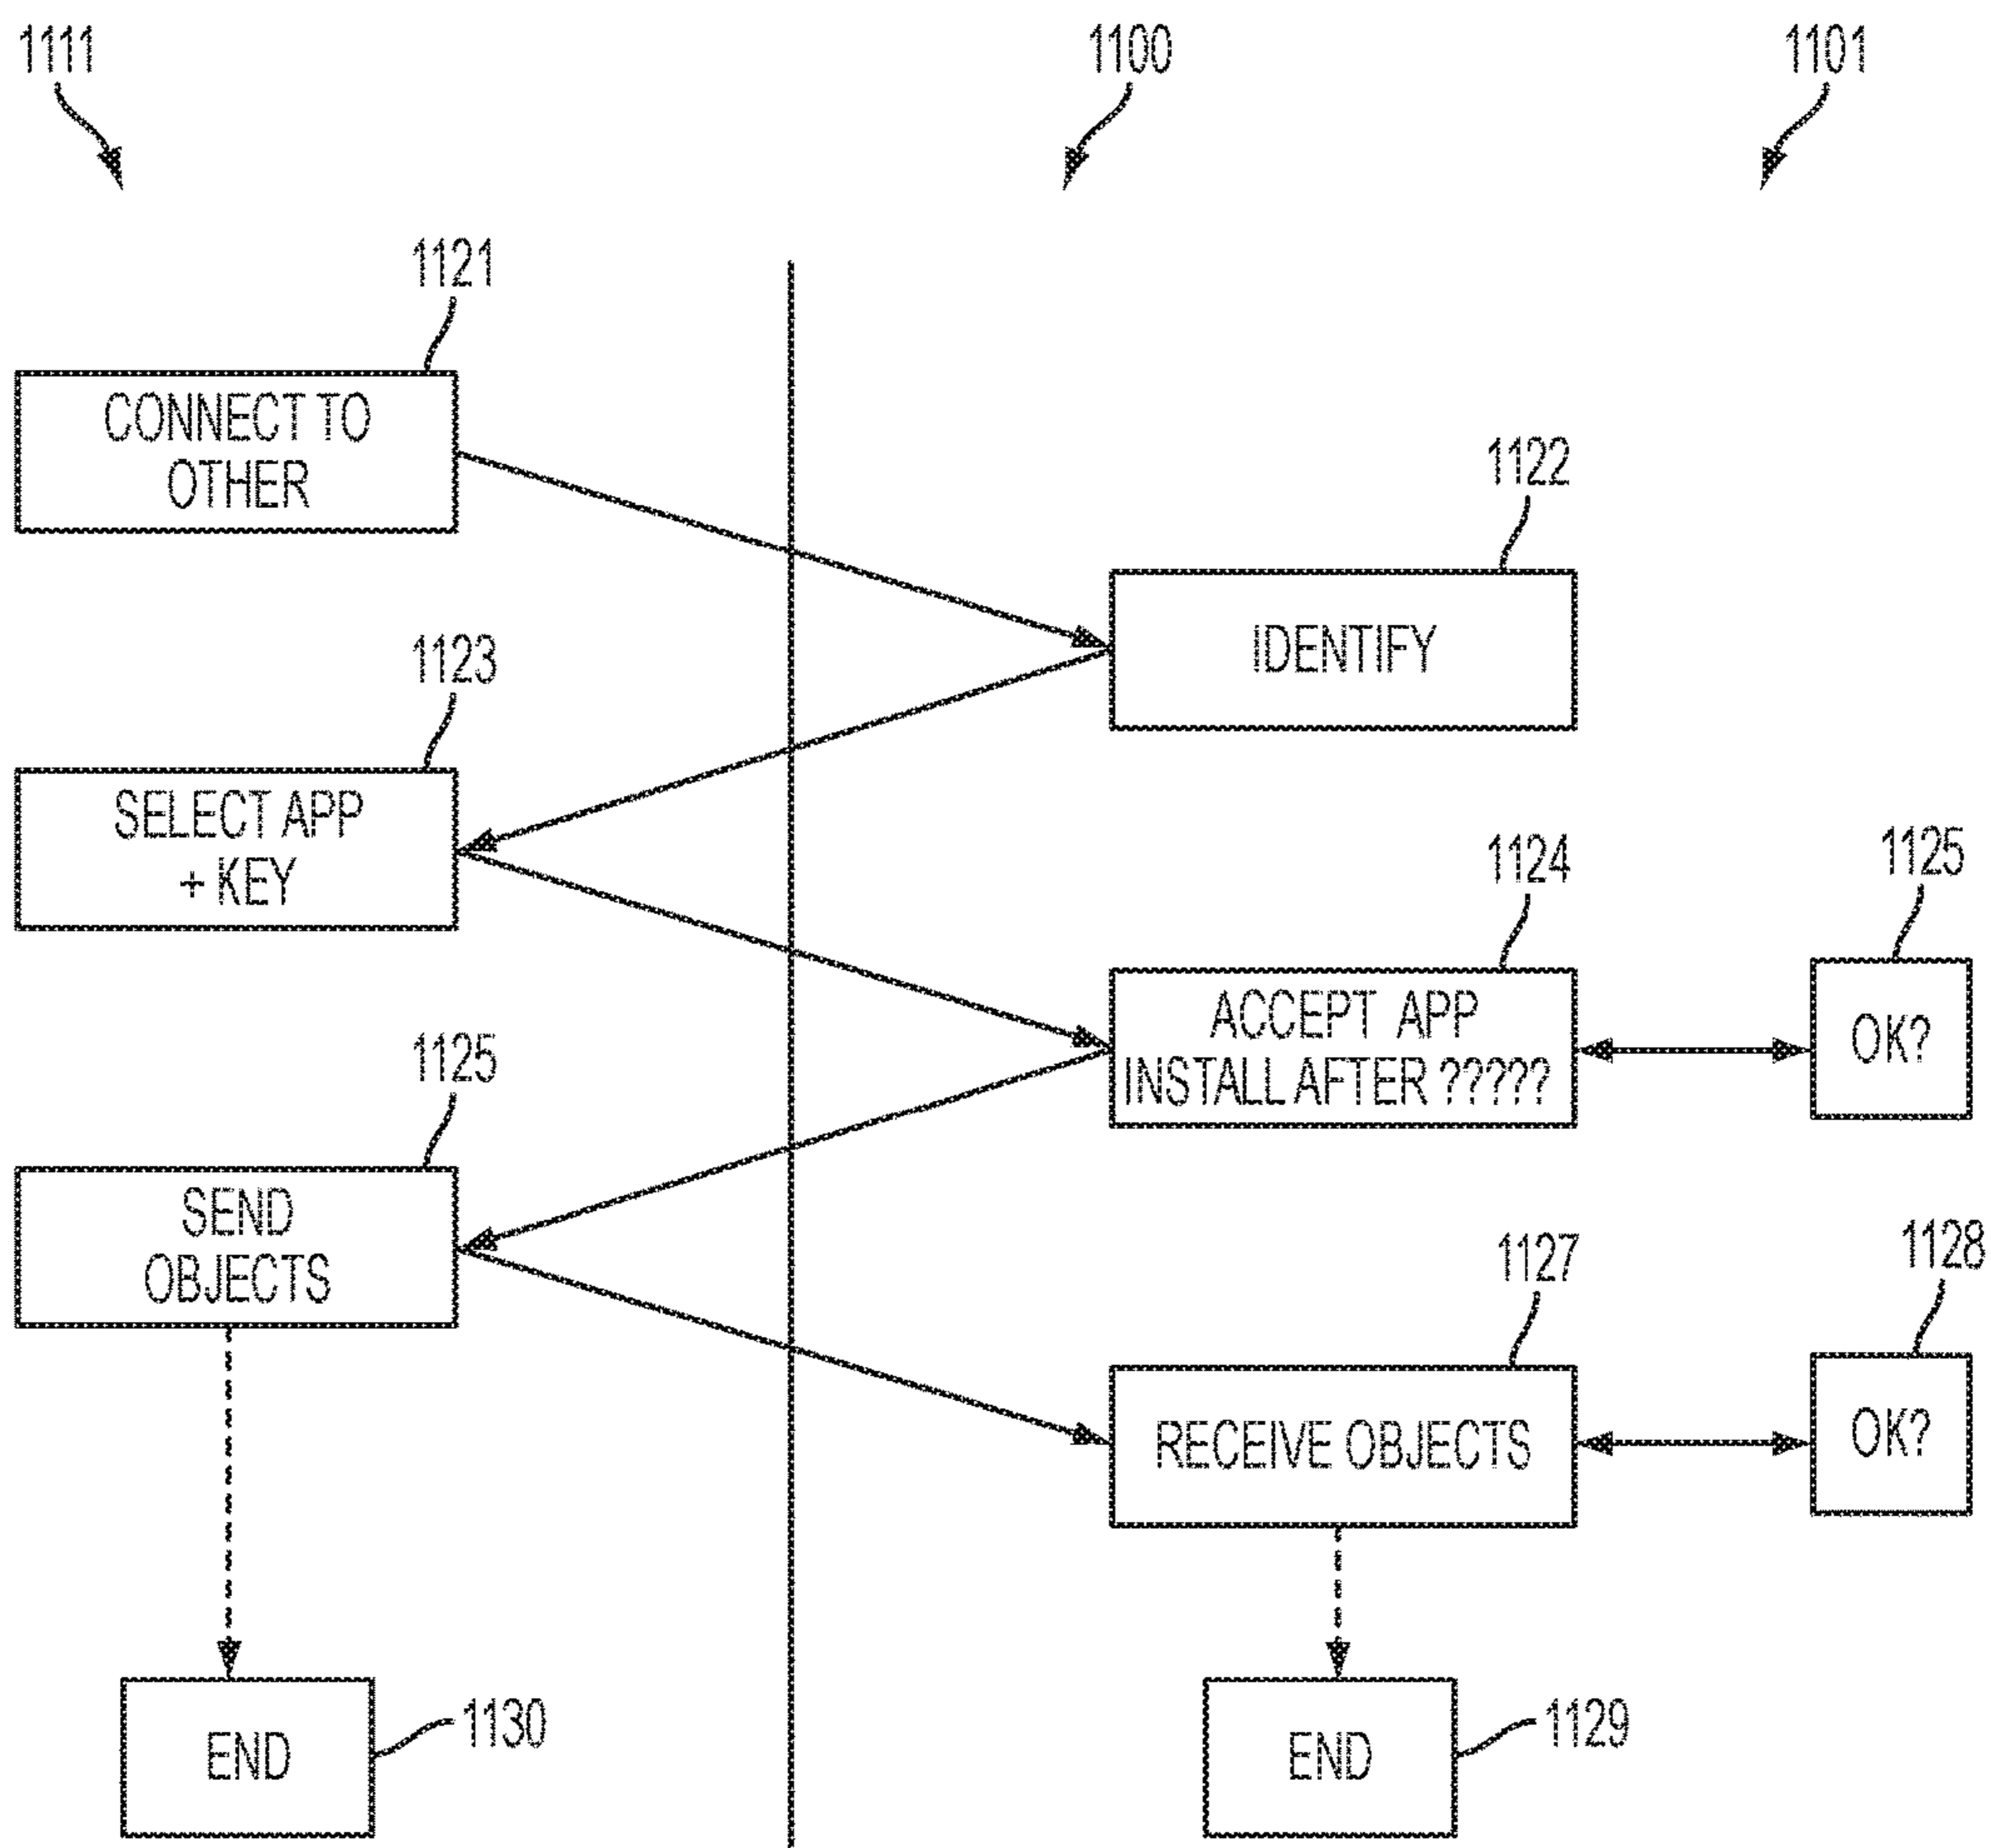 1111
1100
1101
1121
CONNECT TO
OTHER
1122
IDENTIFY
1123
SELECT APP
+ KEY
1124
ACCEPT APP
INSTALL AFTER ?????
1125
OK?
1125
SEND
OBJECTS
1127
RECEIVE OBJECTS
1128
OK?
END
1130
END
1129